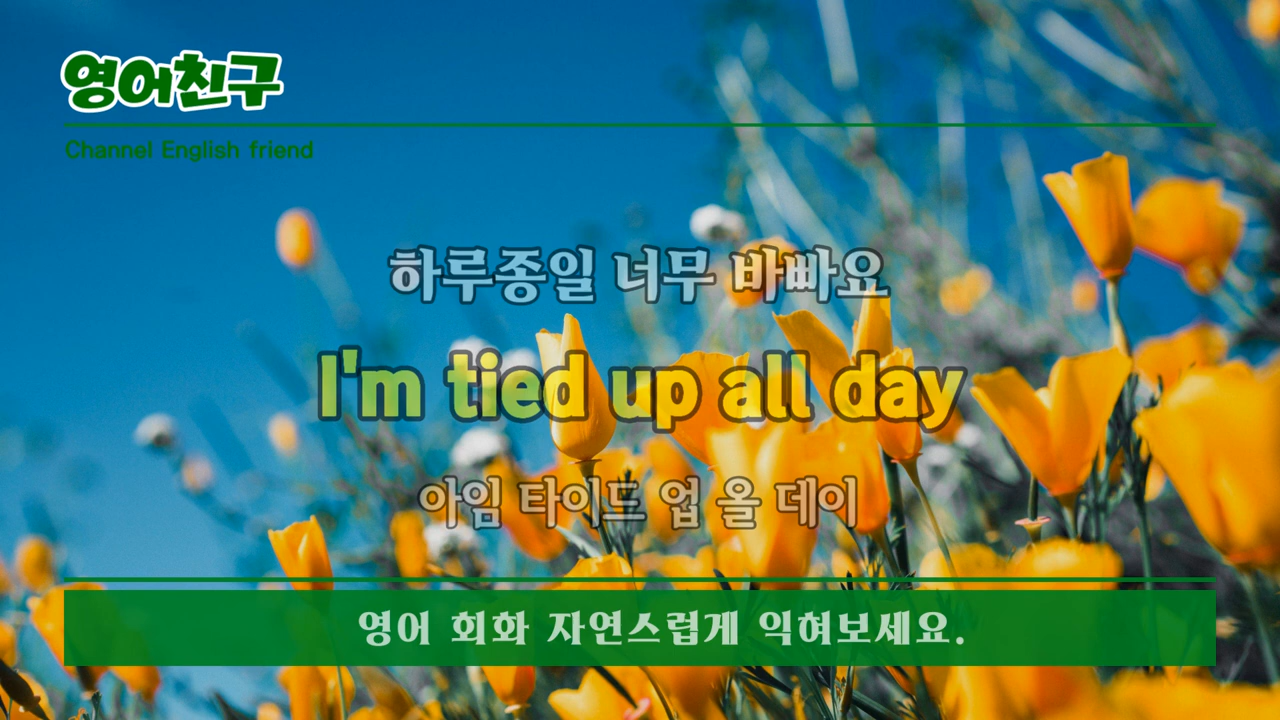 영어친구
Channel English friend
하루종일 너무 바빠요
I'm tied up all day
아임 타이드 업 올 데이
영어 회화 자연스럽게 익혀보세요.